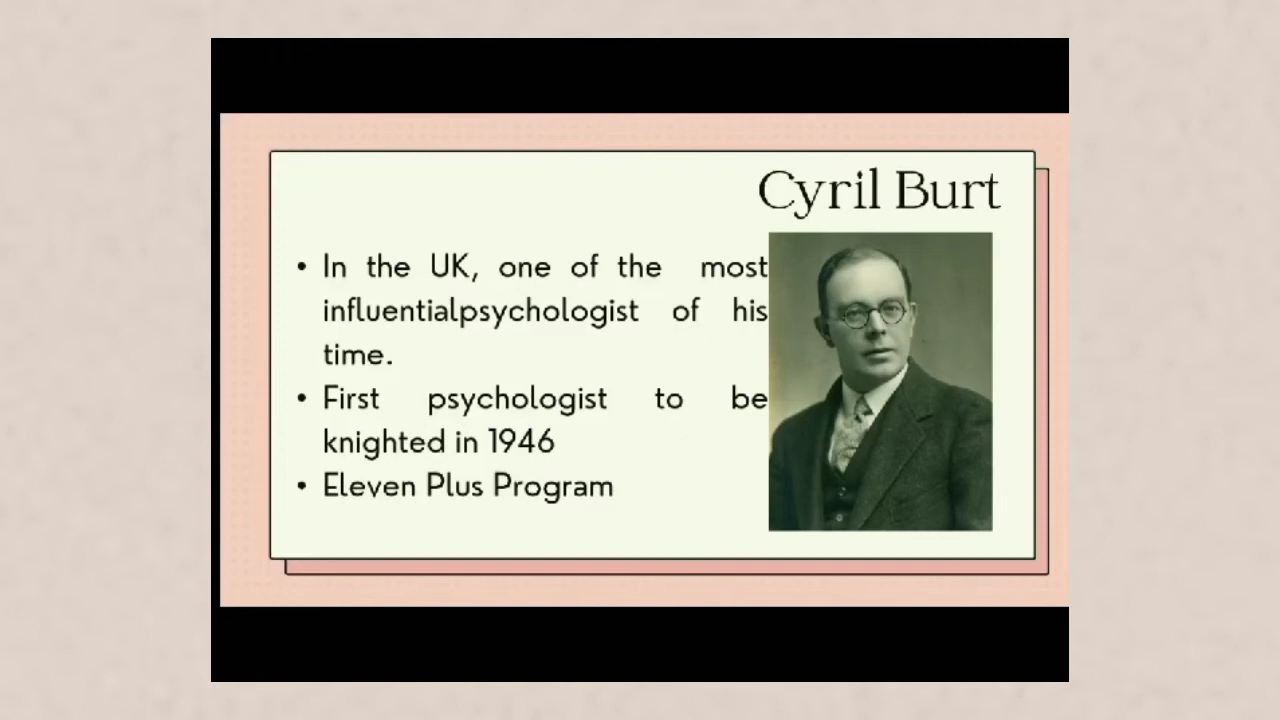 Cyril Burt
• In the UK, one of the most
influentialpsychologist of his
time.
• First psychologist to be
knighted in 1946
• Eleven Plus Program